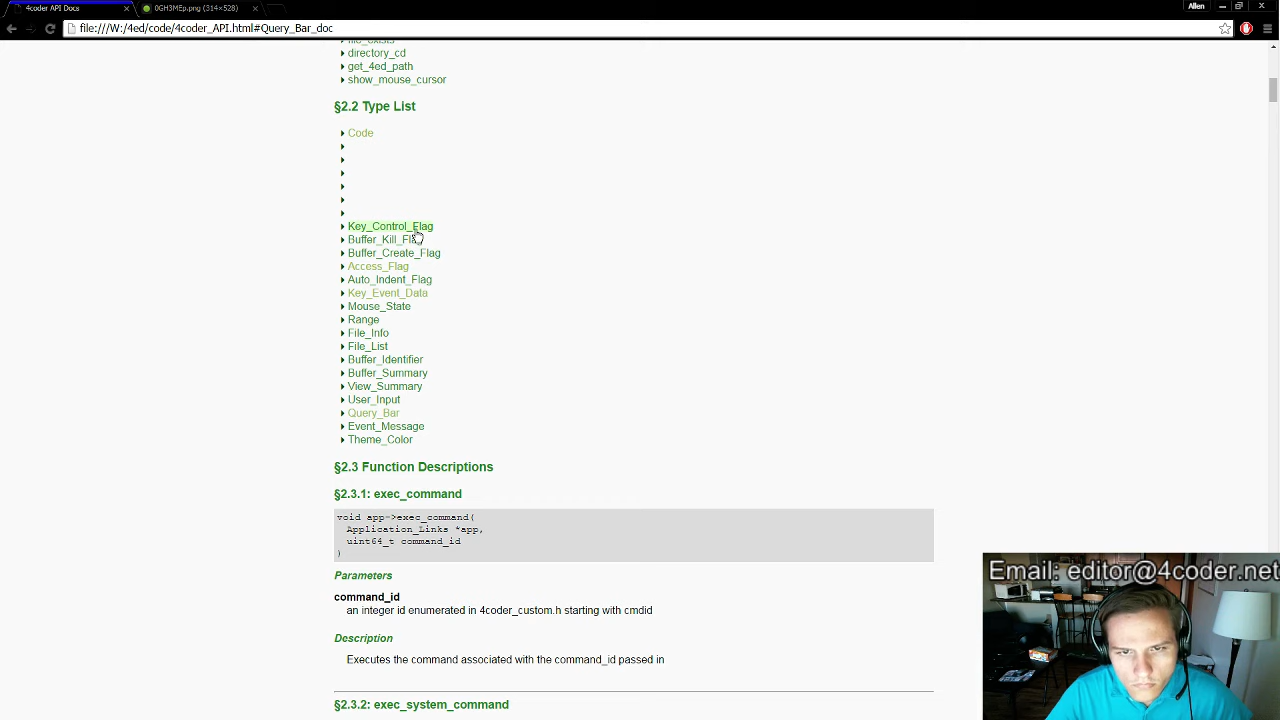 4coder API Docs
0GH3MEp.png (314×528)
Allen
file:///W:/4ed/code/4coder_API.html#Query_Bar_doc
file_exists
directory_cd
get_4ed_path
show_mouse_cursor
§2.2 Type List
Code
Key_Control_Flag
Buffer_Kill_Flag
Buffer_Create_Flag
Access_Flag
Auto_Indent_Flag
Key_Event_Data
Mouse_State
Range
File_Info
File_List
Buffer_Identifier
Buffer_Summary
View_Summary
User_Input
Query_Bar
Event_Message
Theme_Color
§2.3 Function Descriptions
§2.3.1: exec_command
void app->exec_command(
Application_Links *app,
uint64_t command_id
)
Parameters
command_id
an integer id enumerated in 4coder_custom.h starting with cmdid
Description
Executes the command associated with the command_id passed in
§2.3.2: exec_system_command
Email: editor@4coder.net